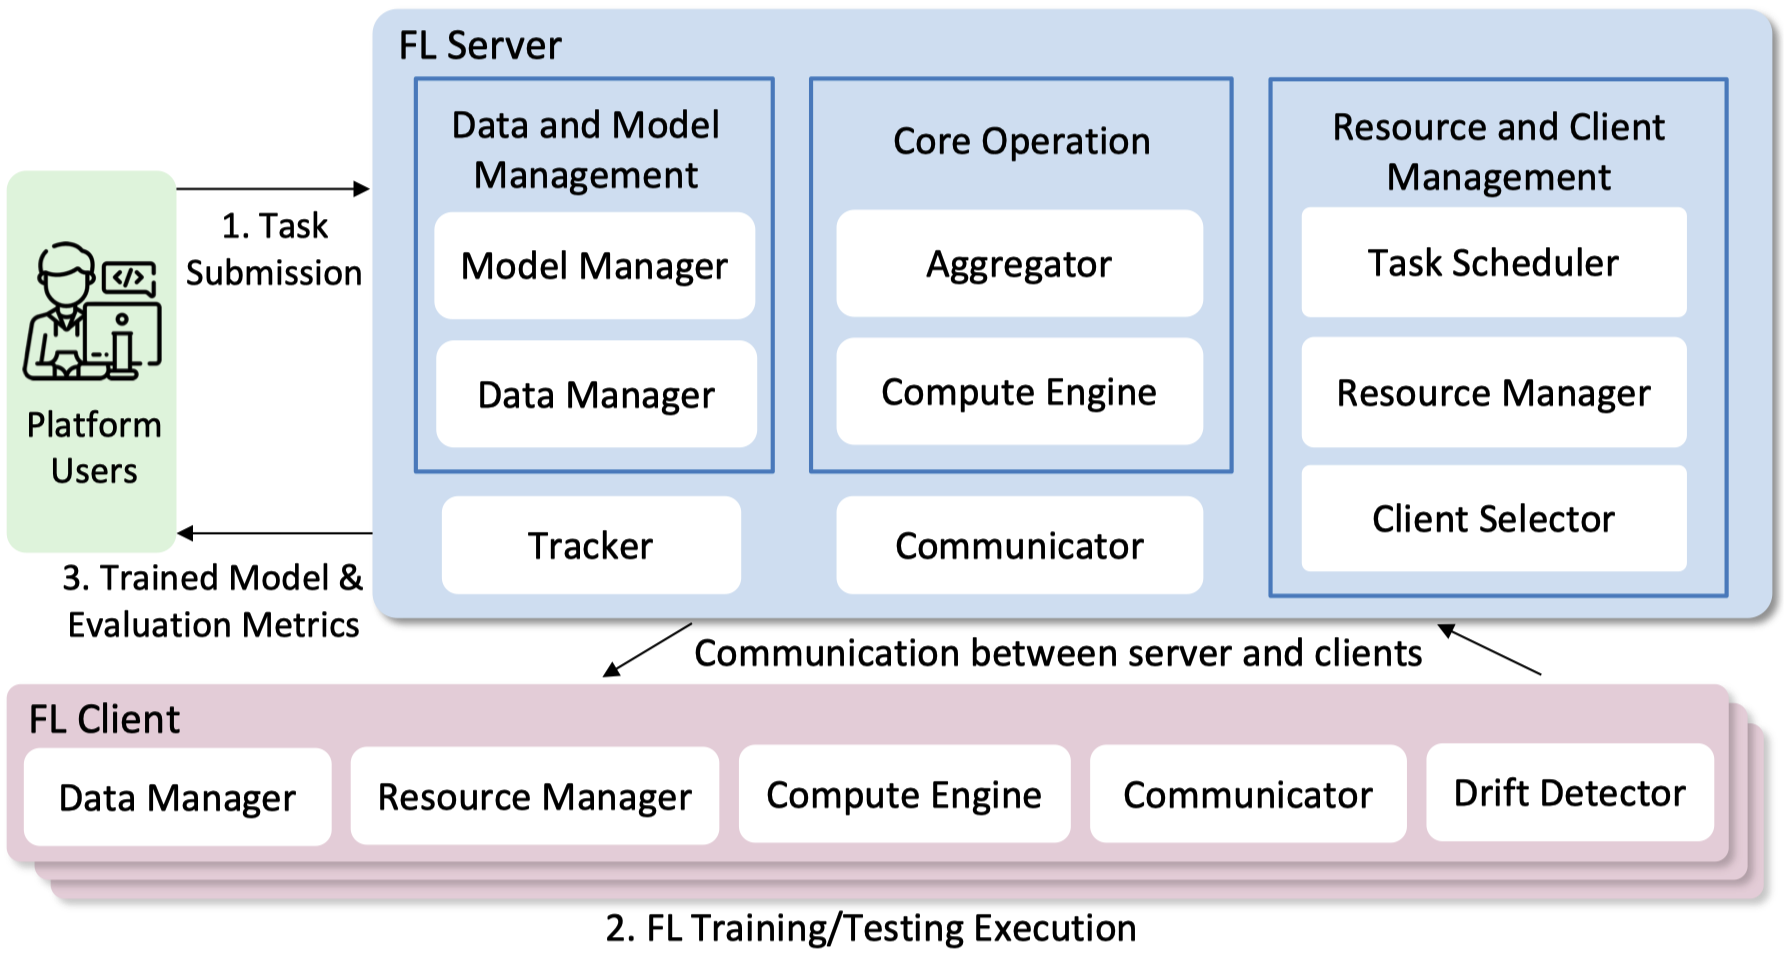 FL Server
Data and Model
Management
Model Manager
Data Manager
Core Operation
Aggregator
Compute Engine
Resource and Client
Management
Task Scheduler
Resource Manager
Client Selector
Tracker
Communicator
1. Task
Submission
</>
Platform
Users
3. Trained Model &
Evaluation Metrics
Communication between server and clients
FL Client
Data Manager
Resource Manager
Compute Engine
Communicator
Drift Detector
2. FL Training/Testing Execution